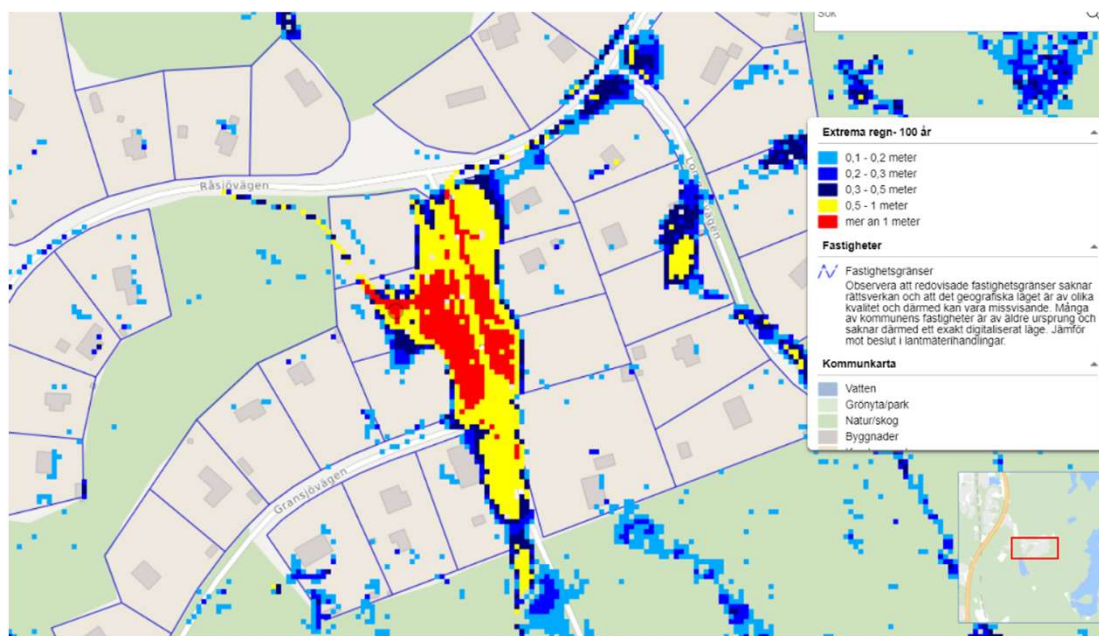 Sök
Extrema regn- 100 år
0,1 - 0,2 meter
0,2 - 0,3 meter
0,3 - 0,5 meter
0,5 - 1 meter
mer an 1 meter
Fastigheter
Fastighetsgränser
Observera att redovisade fastighetsgränser saknar
rättsverkan och att det geografiska läget är av olika
kvalitet och därmed kan vara missvisande. Många
av kommunens fastigheter är av äldre ursprung och
saknar därmed ett exakt digitaliserat läge. Jämför
mot beslut i lantmäterihandlingar.
Kommunkarta
Vatten
Grönyta/park
Natur/skog
Byggnader
Råsjövägen
Gransjövägen